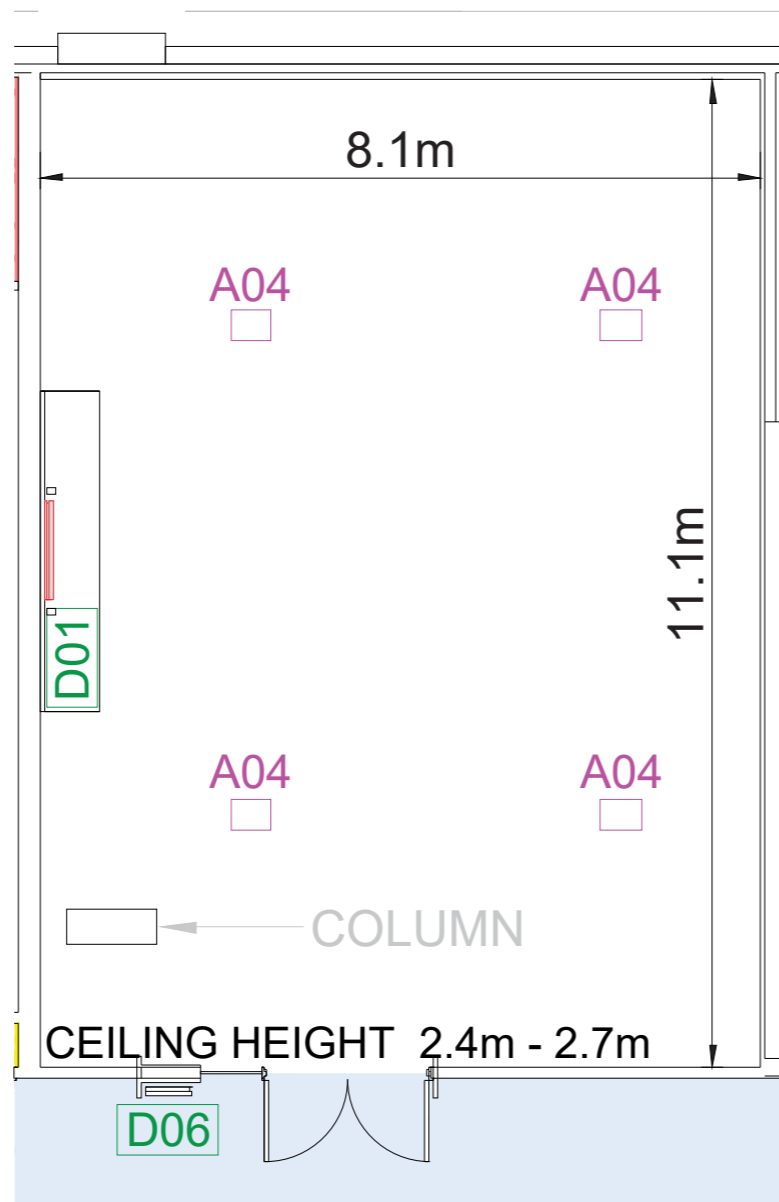 8.1m
A04 A04
11.1m
D01
A04 A04
COLUMN
CEILING HEIGHT 2.4m - 2.7m
D06